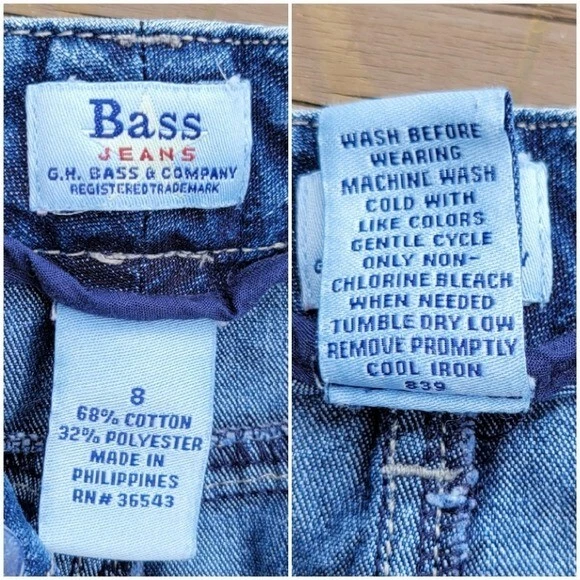 Bass
JEANS
G.H. BASS & COMPANY
REGISTERED TRADEMARK
8
68% COTTON
32% POLYESTER
MADE IN
PHILIPPINES
RN# 36543
WASH BEFORE
WEARING
MACHINE WASH
COLD WITH
LIKE COLORS
GENTLE CYCLE
ONLY NON-
CHLORINE BLEACH
WHEN NEEDED
TUMBLE DRY LOW
REMOVE PROMPTLY
COOL IRON
839